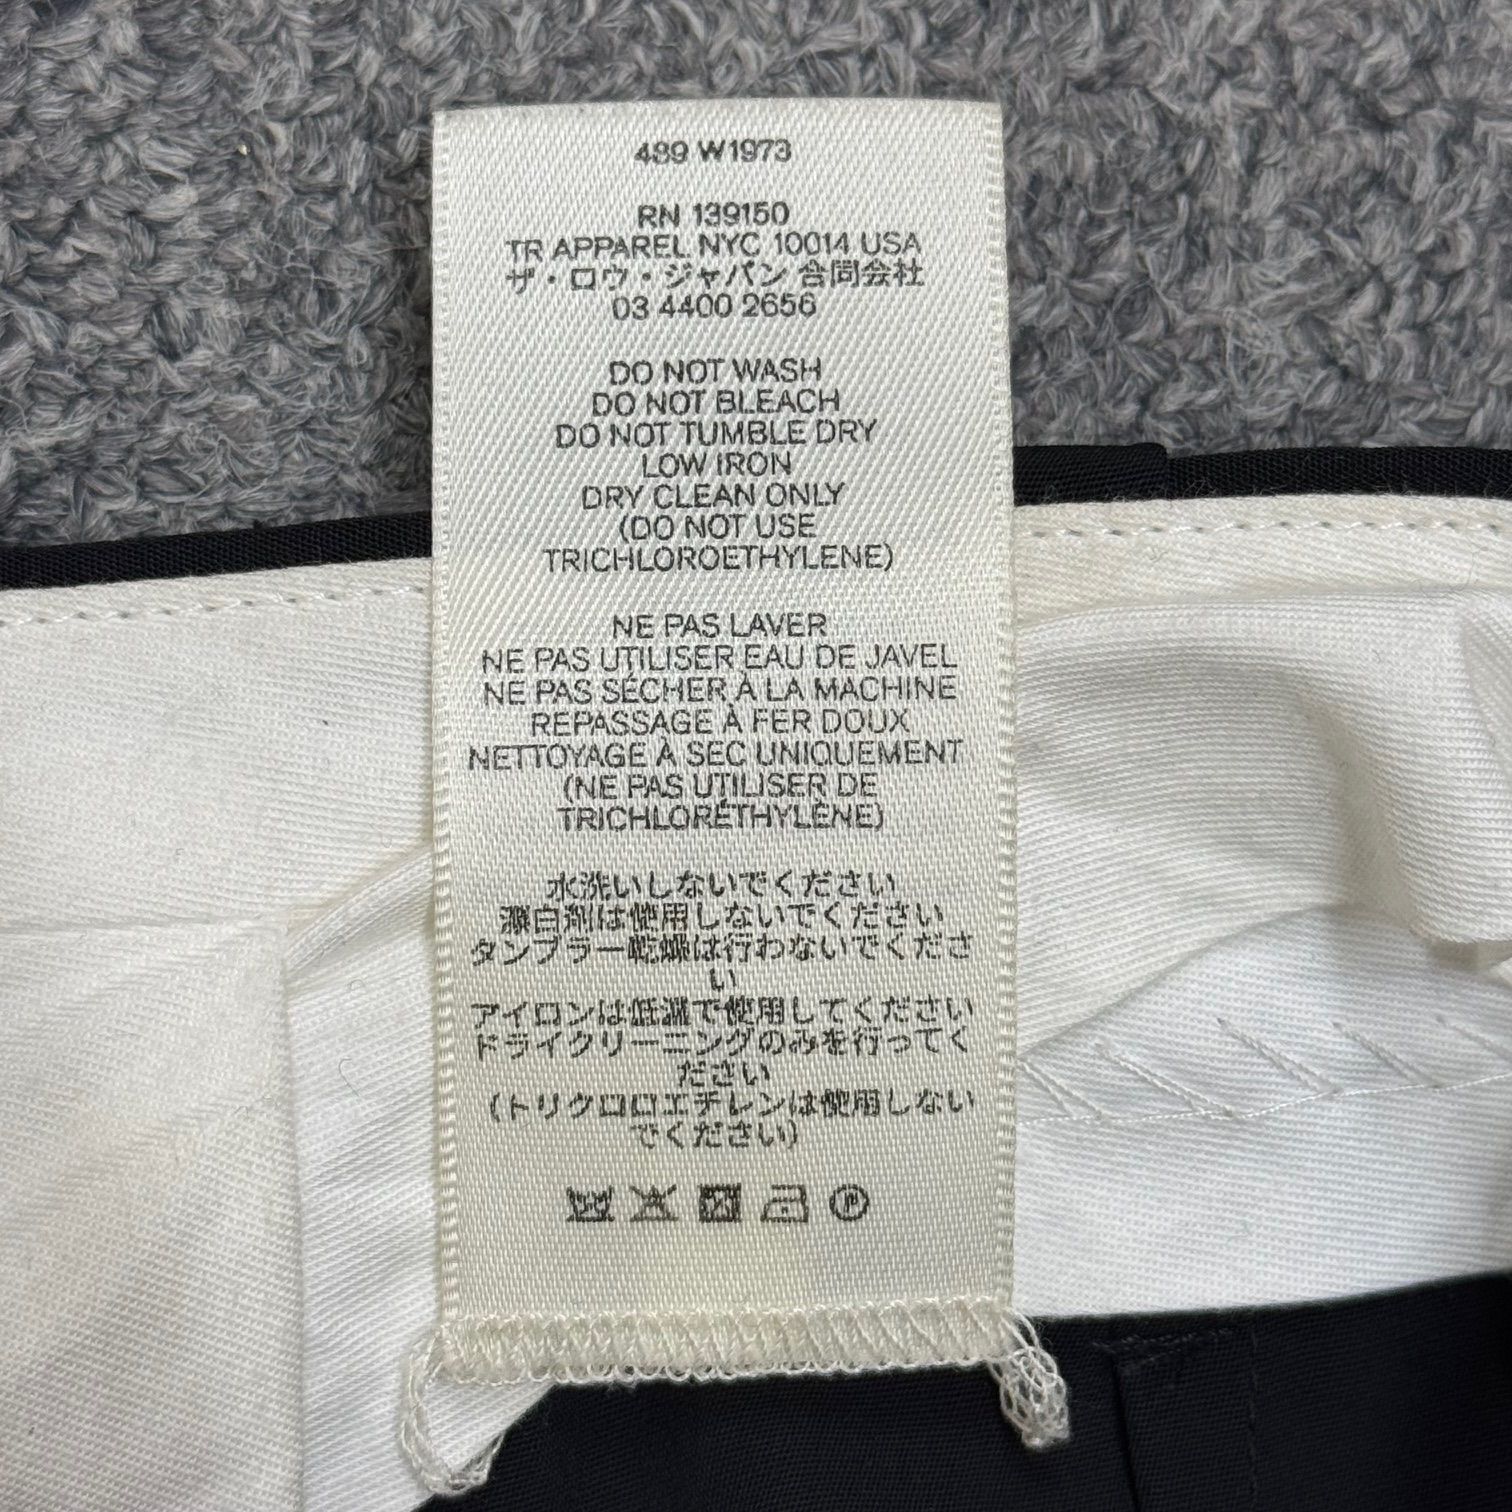 489 W1973
RN 139150
TR APPAREL NYC 10014 USA
ザ・ロウ・ジャパン 合同会社
03 4400 2656
DO NOT WASH
DO NOT BLEACH
DO NOT TUMBLE DRY
LOW IRON
DRY CLEAN ONLY
(DO NOT USE
TRICHLOROETHYLENE)
NE PAS LAVER
NE PAS UTILISER EAU DE JAVEL
NE PAS SÉCHER À LA MACHINE
REPASSAGE À FER DOUX
NETTOYAGE À SEC UNIQUEMENT
(NE PAS UTILISER DE
TRICHLORÉTHYLÈNE)
水洗いしないでください
漂白剤は使用しないでください
タンブラー乾燥は行わないでくださ
い
アイロンは低温で使用してください
ドライクリーニングのみを行ってく
ださい
(トリクロロエチレンは使用しない
でください)
P